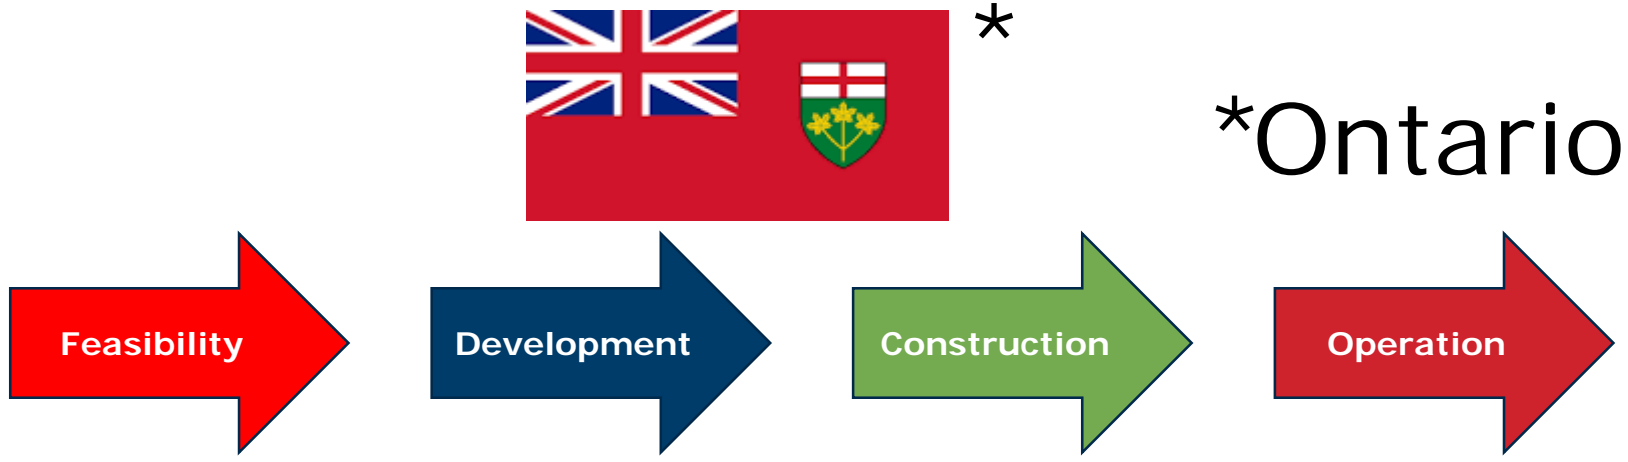 *
*Ontario
Feasibility
Development
Construction
Operation